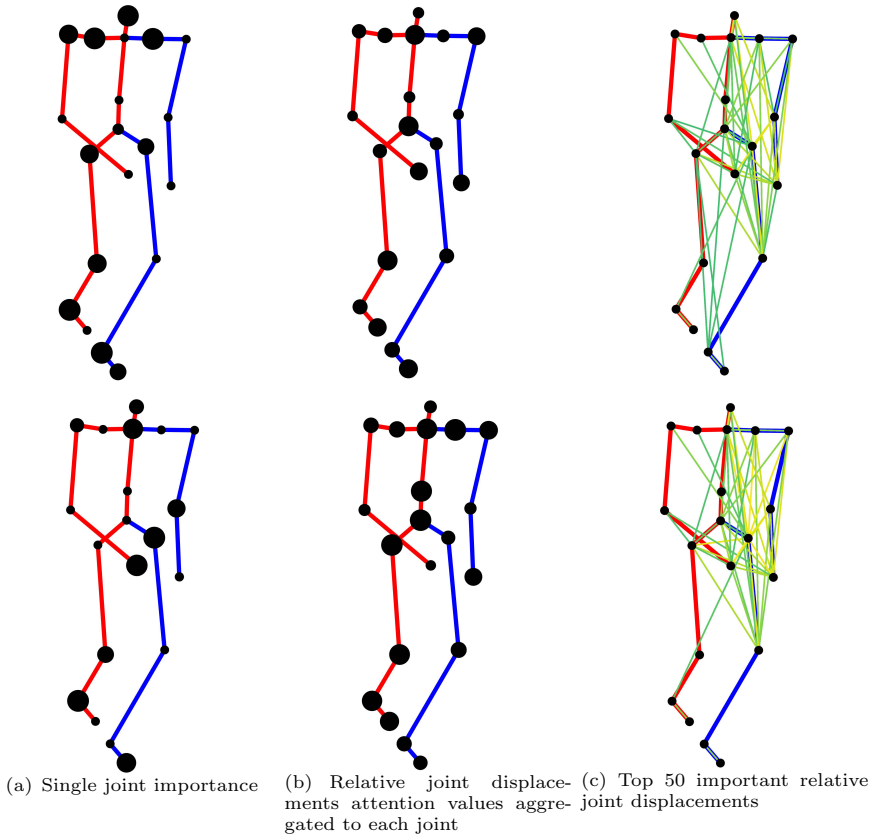 (a) Single joint importance
(b) Relative joint displace-
ments attention values aggre-
gated to each joint
(c) Top 50 important relative
joint displacements